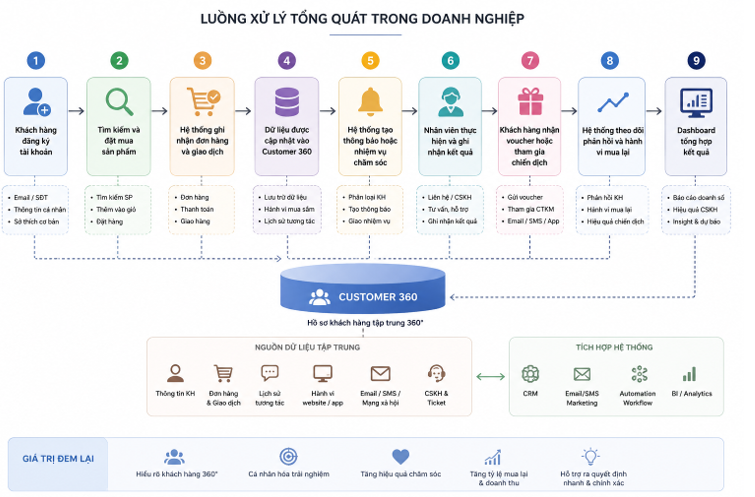 LUỒNG XỬ LÝ TỔNG QUÁT TRONG DOANH NGHIỆP
1
2
3
4
5
6
7
8
9
Khách hàng
đăng ký
tài khoản
Tìm kiếm và
đặt mua
sản phẩm
Hệ thống ghi
nhận đơn hàng
và giao dịch
Dữ liệu được
cập nhật vào
Customer 360
Hệ thống tạo
thông báo hoặc
nhiệm vụ
chăm sóc
Nhân viên thực
hiện và ghi
nhận kết quả
Khách hàng nhận
voucher hoặc
tham gia
chiến dịch
Hệ thống theo dõi
phản hồi và hành
vi mua lại
Dashboard
tổng hợp
kết quả
• Email / SĐT
• Thông tin cá nhân
• Sở thích cơ bản
• Tìm kiếm SP
• Thêm vào giỏ
• Đặt hàng
• Đơn hàng
• Thanh toán
• Giao hàng
• Lưu trữ dữ liệu
• Hành vi mua sắm
• Lịch sử tương tác
• Phân loại KH
• Tạo thông báo
• Giao nhiệm vụ
• Liên hệ / CSKH
• Tư vấn, hỗ trợ
• Ghi nhận kết quả
• Gửi voucher
• Tham gia CTKM
• Email / SMS / App
• Phản hồi KH
• Hành vi mua lại
• Hiệu quả chiến dịch
• Báo cáo doanh số
• Hiệu quả CSKH
• Insight & dự báo
CUSTOMER 360
Hồ sơ khách hàng tập trung 360°
NGUỒN DỮ LIỆU TẬP TRUNG
Thông tin KH
Đơn hàng
& Giao dịch
Lịch sử
tương tác
Hành vi
website / app
Email / SMS /
Mạng xã hội
CSKH &
Ticket
TÍCH HỢP HỆ THỐNG
CRM
Email/SMS
Marketing
Automation
Workflow
BI / Analytics
GIÁ TRỊ ĐEM LẠI
Hiểu rõ khách hàng 360°
Cá nhân hóa trải nghiệm
Tăng hiệu quả chăm sóc
Tăng tỷ lệ mua lại
& doanh thu
Hỗ trợ ra quyết định
nhanh & chính xác